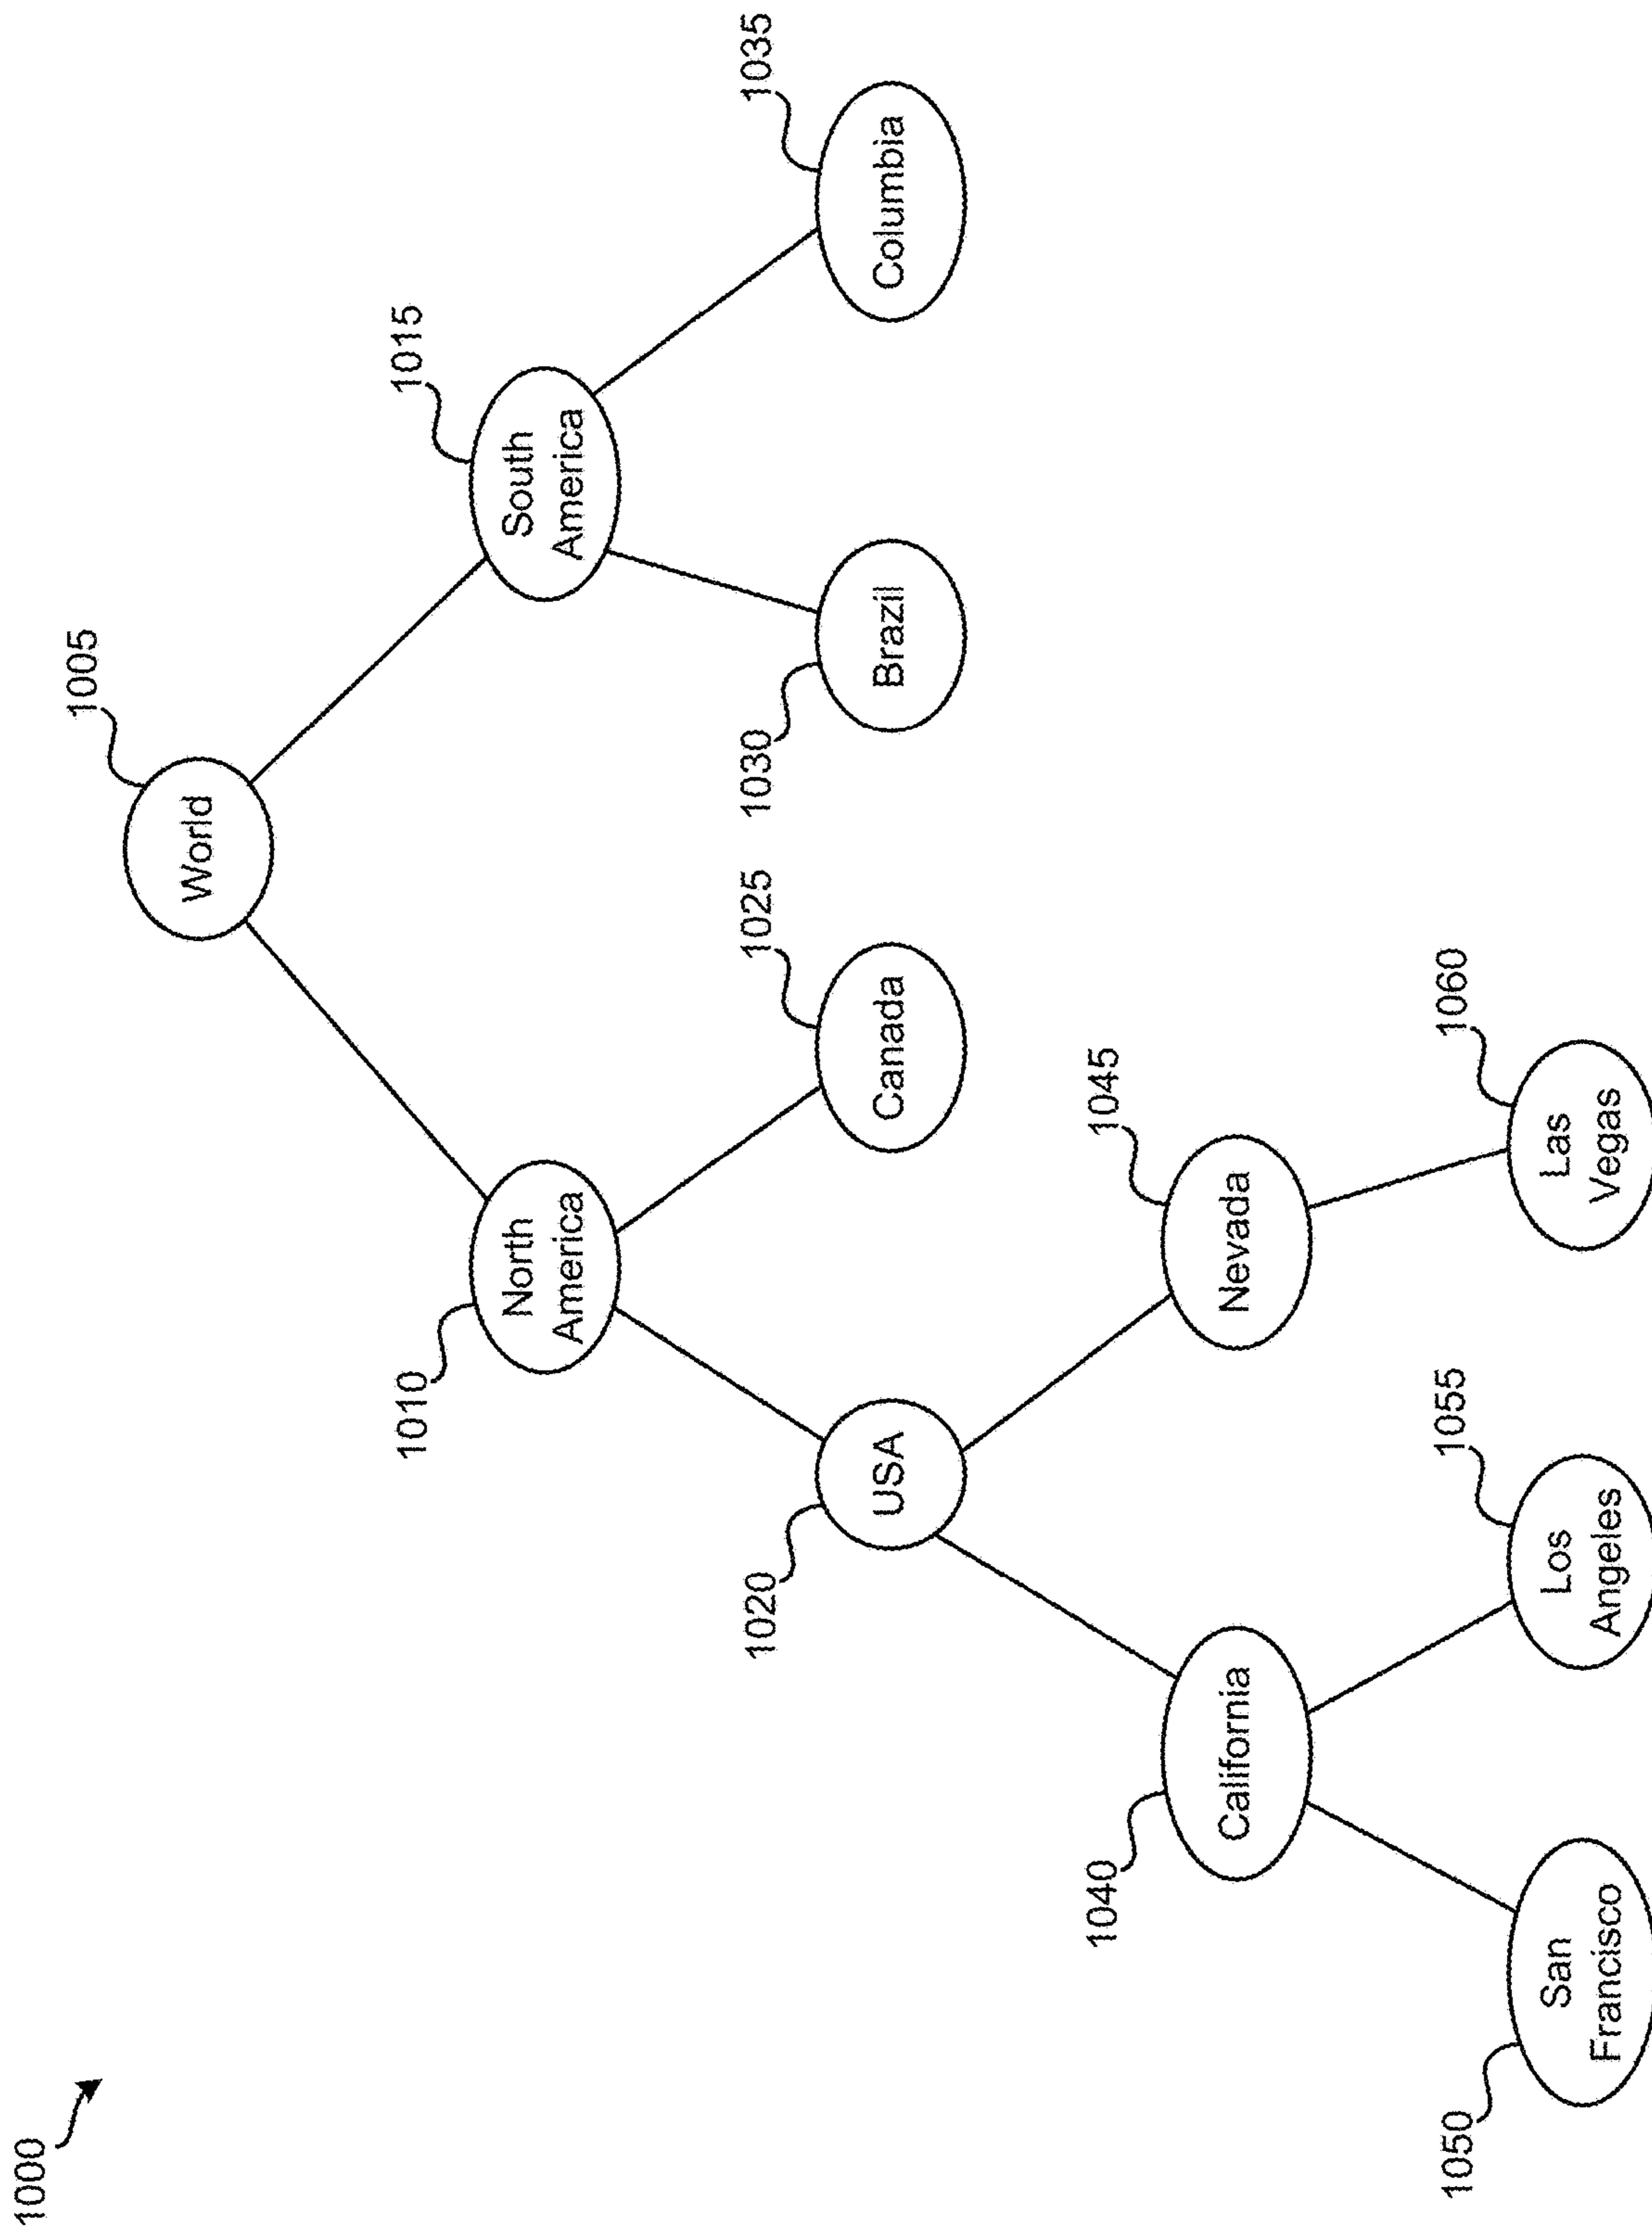 1000
1005
World
1010
North
America
1015
South
America
1020
USA
1025
Canada
1030
Brazil
1035
Columbia
1040
California
1045
Nevada
1050
San
Francisco
1055
Los
Angeles
1060
Las
Vegas